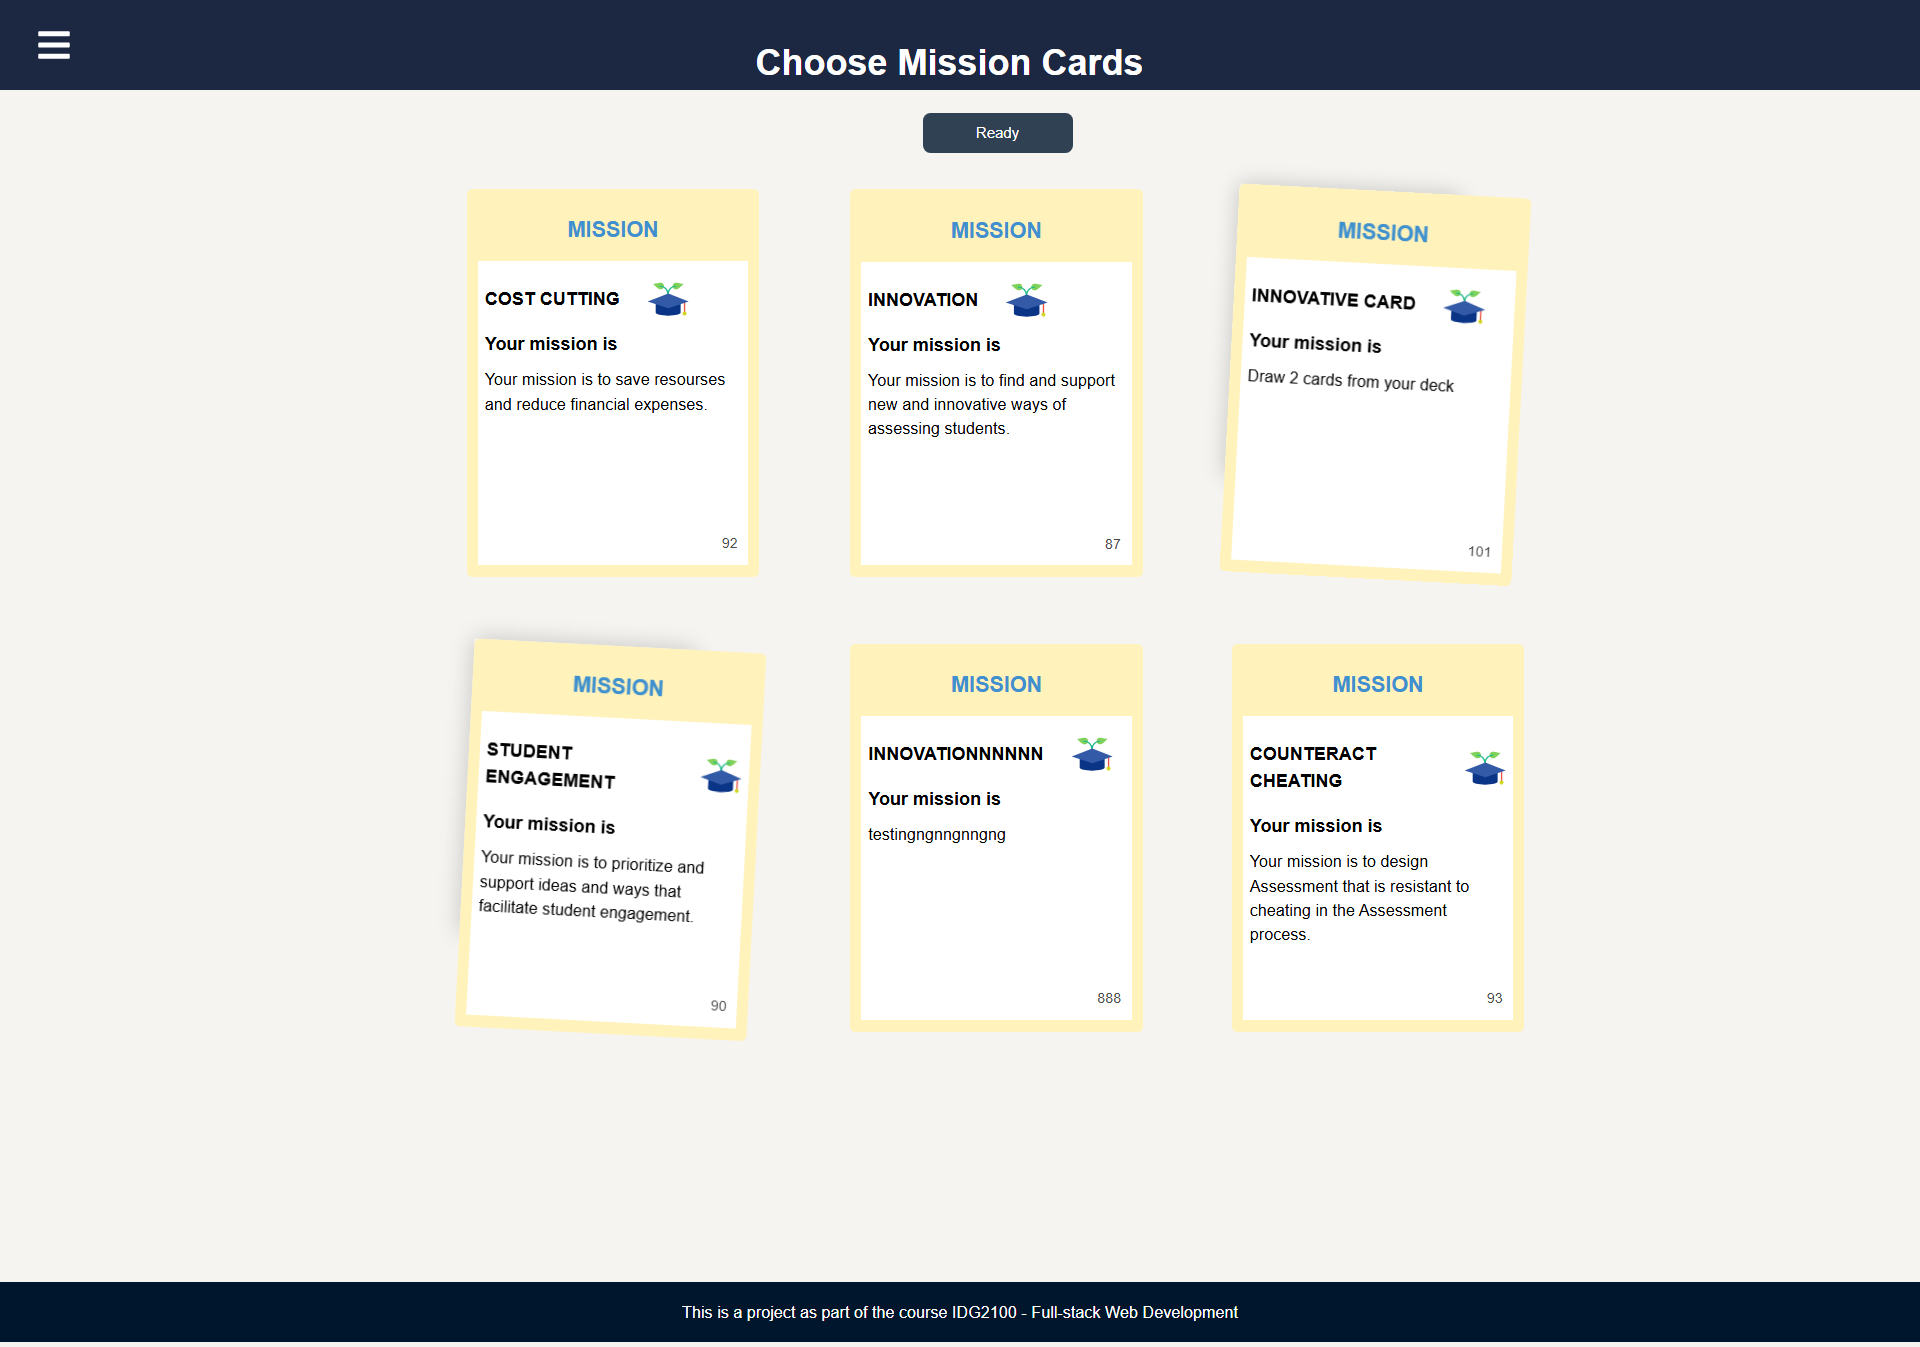 Choose Mission Cards
Ready
MISSION
COST CUTTING
Your mission is
Your mission is to save resourses
and reduce financial expenses.
92
MISSION
INNOVATION
Your mission is
Your mission is to find and support
new and innovative ways of
assessing students.
87
MISSION
INNOVATIVE CARD
Your mission is
Draw 2 cards from your deck
101
MISSION
STUDENT
ENGAGEMENT
Your mission is
Your mission is to prioritize and
support ideas and ways that
facilitate student engagement.
90
MISSION
INNOVATIONNNNNN
Your mission is
testingngnngnngng
888
MISSION
COUNTERACT
CHEATING
Your mission is
Your mission is to design
Assessment that is resistant to
cheating in the Assessment
process.
93
This is a project as part of the course IDG2100 - Full-stack Web Development